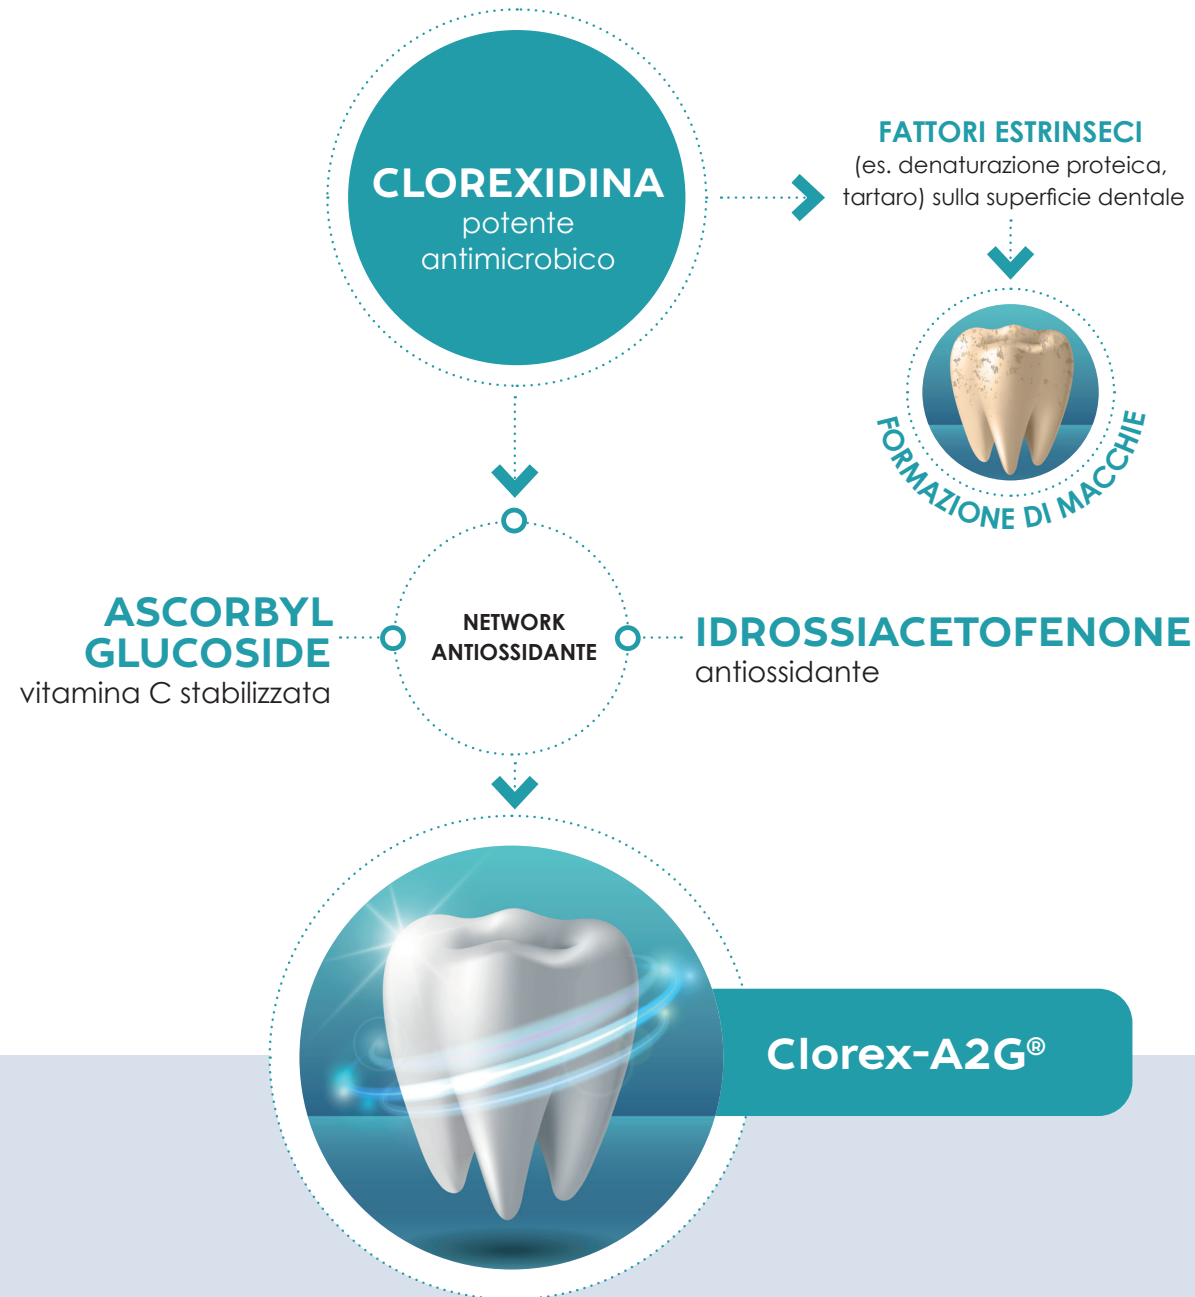 CLOREXIDINA
potente
antimicrobico
FATTORI ESTRINSECI
(es. denaturazione proteica,
tartaro) sulla superficie dentale
FORMAZIONE DI MACCHIE
ASCORBYL
GLUCOSIDE
vitamina C stabilizzata
NETWORK
ANTIOSSIDANTE
IDROSSIACETOFENONE
antiossidante
Clorex-A2G®